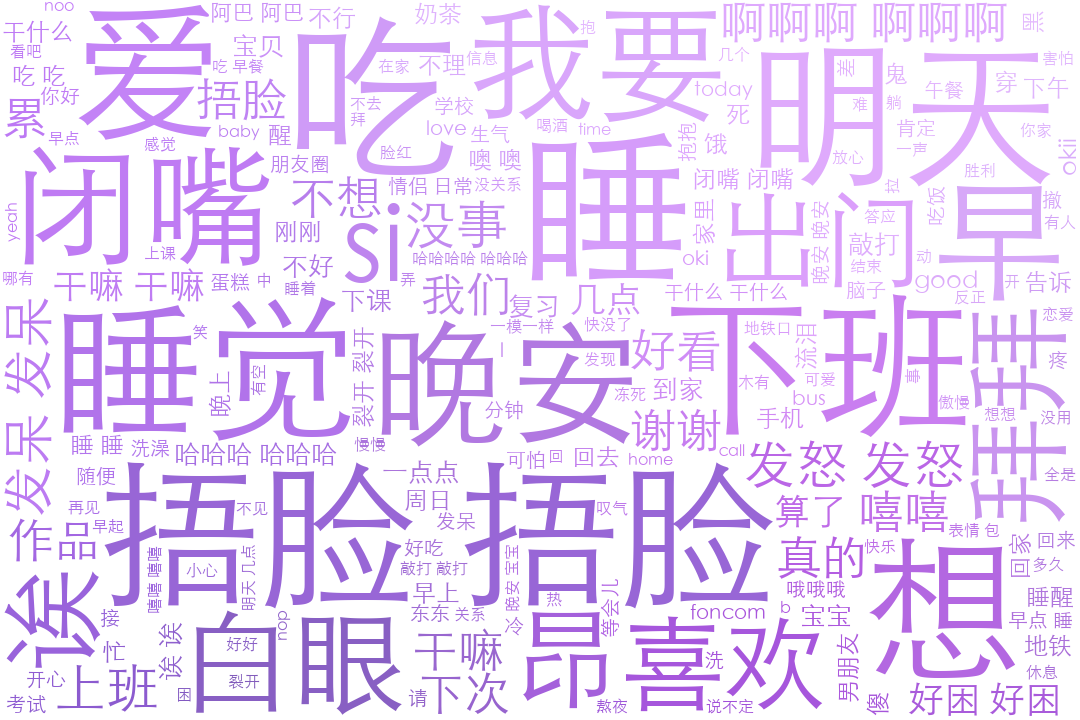 noo
阿巴 阿巴
不行
奶茶
啊啊啊 啊啊啊
黑
干什么
看吧
爱
宝贝
吃
不理
信息
抱
我要
几个
明天
差
鬼
害怕
吃 吃
你好
捂脸
吃 早餐
在家
today
穿
下午
午餐
累
早点
baby
醒
不去
拜
学校
love
生气
喝酒
time
死
难
躺
肯定
一声
你家
感觉
脸红
噢 噢
抱抱
饿
放心
胜利
okii
闭嘴
朋友圈
情侣 日常
没关系
睡
闭嘴 闭嘴
拉
早
yeah
不想
si
没事
刚刚
家里
出门
晚安 晚安
答应
吃饭
撤
有人
上课
哈哈哈哈 哈哈哈
oki
敲打
结束
动
哪有
干嘛 干嘛
蛋糕
中
不好
睡着
弄
我们
干什么 干什么
脑子
good
反正
开
告诉
发呆 发呆
睡觉
笑
下课
复习
几点
一模一样
快没了
下班
地铁口
流泪
恋爱
裂开 裂开
晚安
一
发现
好看
木有
可爱
事
拜拜
疼
晚上
有空
分钟
冻死
到家
bus
傲慢
想想
没用
睡 睡
洗澡
哈哈哈 哈哈哈
慢慢
谢谢
手机
随便
一点点
可怕
回
回去
home
call
发怒 发怒
全是
再见
捂脸 捂脸
周日
不见
叹气
算了
嘻嘻
作品
早起
发呆
表情 包
嘻嘻 嘻嘻
小心
明天 几点
好吃
敲打 敲打
晚安 宝宝
真的
快乐
回家
回来
多久
诶
早上
热
等会儿
哦哦哦
想
睡醒
接
白眼
东东
关系
冷
昂
foncom
b
宝宝
早点 睡
忙
诶 诶
好好
nop
干嘛
喜欢
洗
男朋友
地铁
开心
上班
裂开
困
请
下次
休息
考试
熬夜
说不定
傻
好困 好困